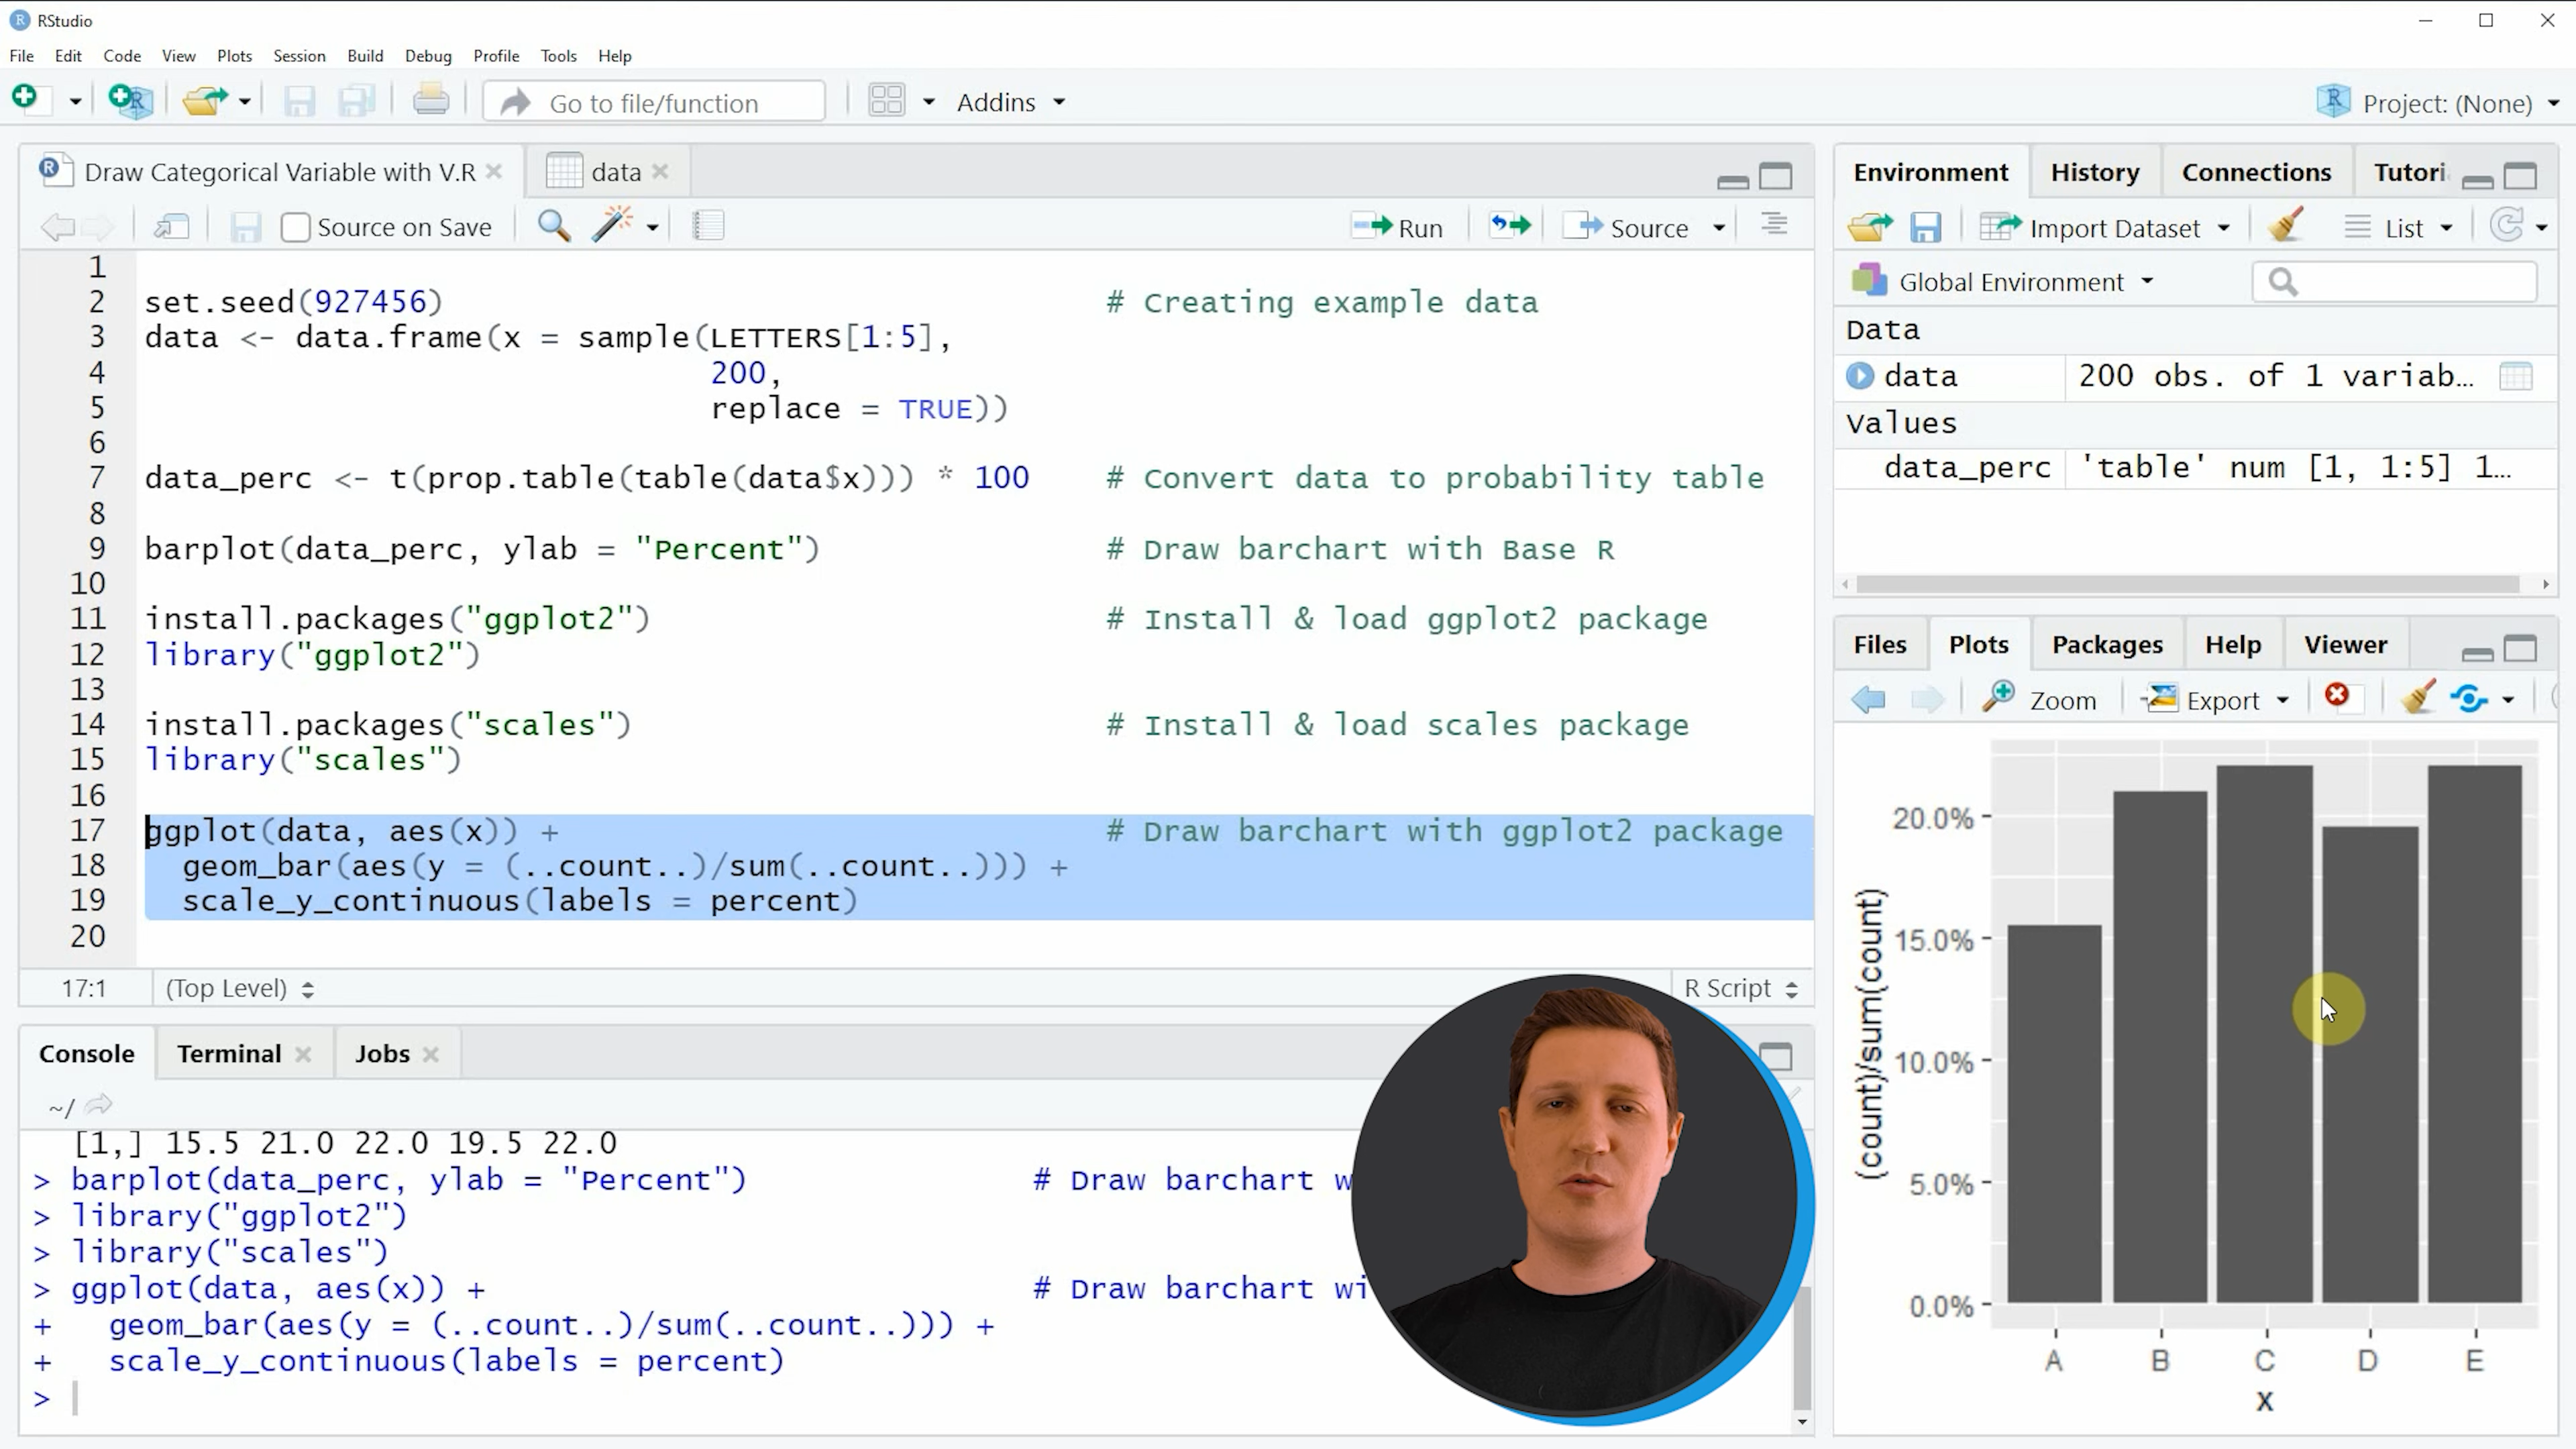 RStudio
File Edit Code View Plots Session Build Debug Profile Tools Help
Go to file/function Addins Project: (None)
Draw Categorical Variable with V.R data
Source on Save Run Source
1
2 set.seed(927456) # Creating example data
3 data <- data.frame(x = sample(LETTERS[1:5],
4 200,
5 replace = TRUE))
6
7 data_perc <- t(prop.table(table(data$x))) * 100 # Convert data to probability table
8
9 barplot(data_perc, ylab = "Percent") # Draw barchart with Base R
10
11 install.packages("ggplot2") # Install & load ggplot2 package
12 library("ggplot2")
13
14 install.packages("scales") # Install & load scales package
15 library("scales")
16
17 ggplot(data, aes(x)) + # Draw barchart with ggplot2 package
18 geom_bar(aes(y = (..count..)/sum(..count..))) +
19 scale_y_continuous(labels = percent)
20
17:1 (Top Level) R Script
Console Terminal Jobs
~/
[1,] 15.5 21.0 22.0 19.5 22.0
> barplot(data_perc, ylab = "Percent") # Draw barchart w
> library("ggplot2")
> library("scales")
> ggplot(data, aes(x)) + # Draw barchart wi
+ geom_bar(aes(y = (..count..)/sum(..count..))) +
+ scale_y_continuous(labels = percent)
>
Environment History Connections Tutori
Import Dataset List
Global Environment
Data
data 200 obs. of 1 variab...
Values
data_perc 'table' num [1, 1:5] 1...
Files Plots Packages Help Viewer
Zoom Export
(count)/sum(count)
20.0%
15.0%
10.0%
5.0%
0.0%
A B C D E
x